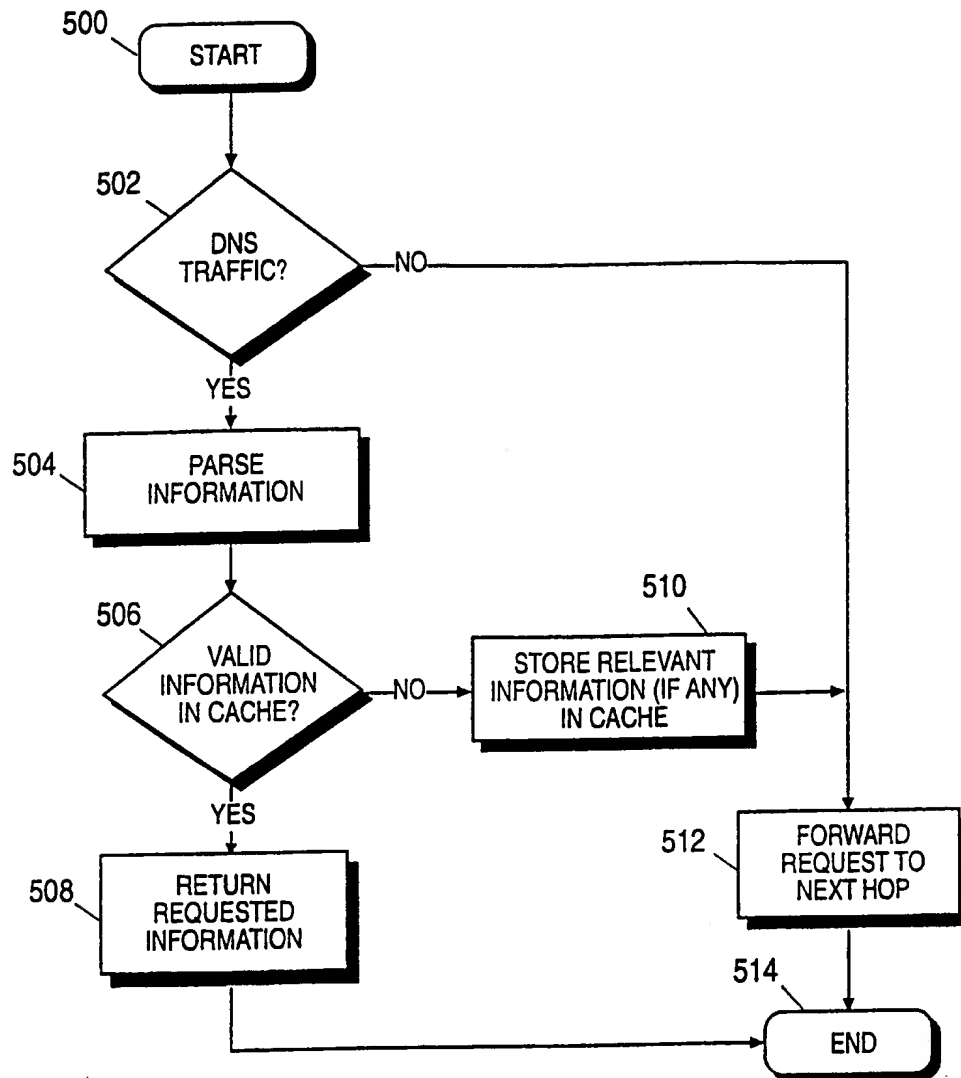 500
START
502
DNS
TRAFFIC?
NO
YES
504
PARSE
INFORMATION
506
VALID
INFORMATION
IN CACHE?
NO
510
STORE RELEVANT
INFORMATION (IF ANY)
IN CACHE
YES
508
RETURN
REQUESTED
INFORMATION
512
FORWARD
REQUEST TO
NEXT HOP
514
END